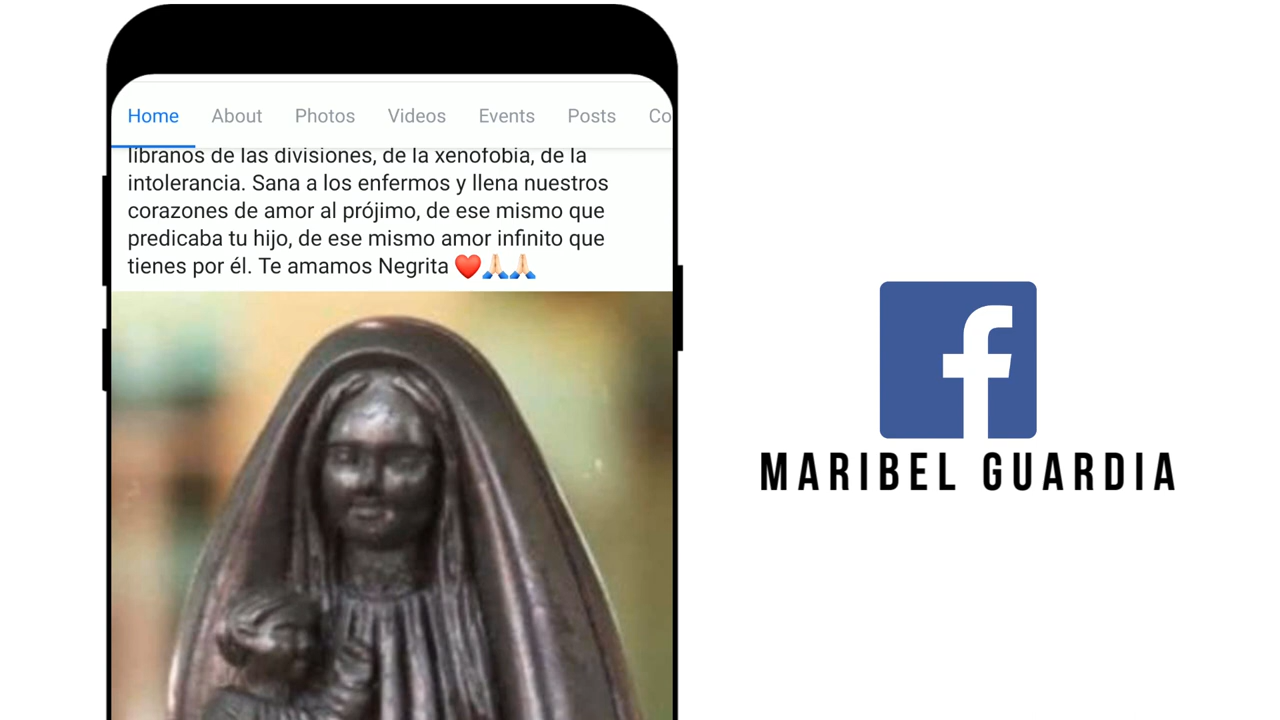 Home About Photos Videos Events Posts Co
líbranos de las divisiones, de la xenofobia, de la
intolerancia. Sana a los enfermos y llena nuestros
corazones de amor al prójimo, de ese mismo que
predicaba tu hijo, de ese mismo amor infinito que
tienes por él. Te amamos Negrita ❤️🙏🏻🙏🏻
f
MARIBEL GUARDIA